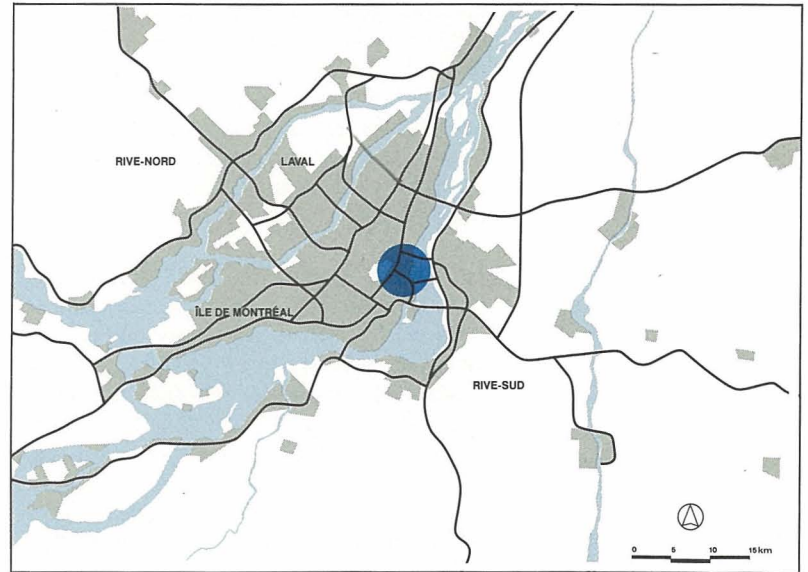 RIVE-NORD
LAVAL
ÎLE DE MONTRÉAL
RIVE-SUD
0 5 10 15 km